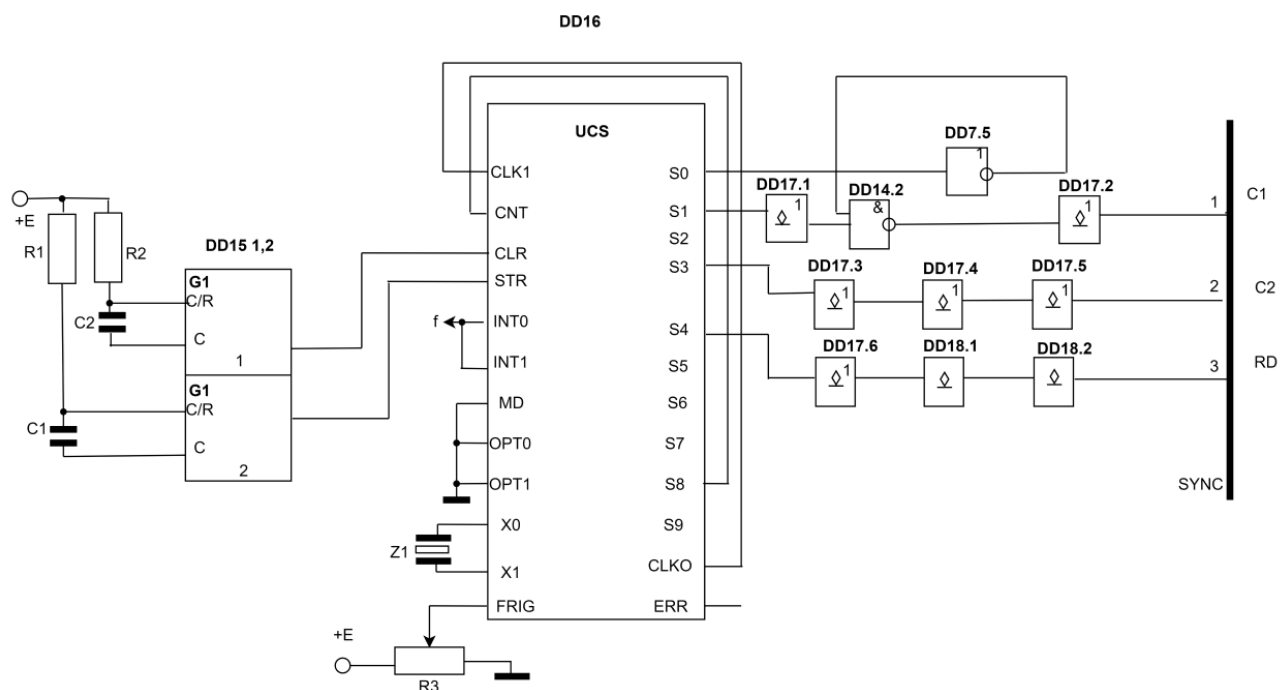 DD16
UCS
CLK1
CNT
CLR
STR
INT0
INT1
MD
OPT0
OPT1
X0
X1
FRIG
S0
S1
S2
S3
S4
S5
S6
S7
S8
S9
CLKO
ERR
+E
R1
R2
DD15 1,2
G1
C/R
C2
C
1
G1
C/R
C1
C
2
f
Z1
+E
R3
DD7.5
1
DD17.1
1
DD14.2
&
DD17.2
1
1
C1
DD17.3
1
DD17.4
1
DD17.5
1
2
C2
DD17.6
1
DD18.1
DD18.2
3
RD
SYNC